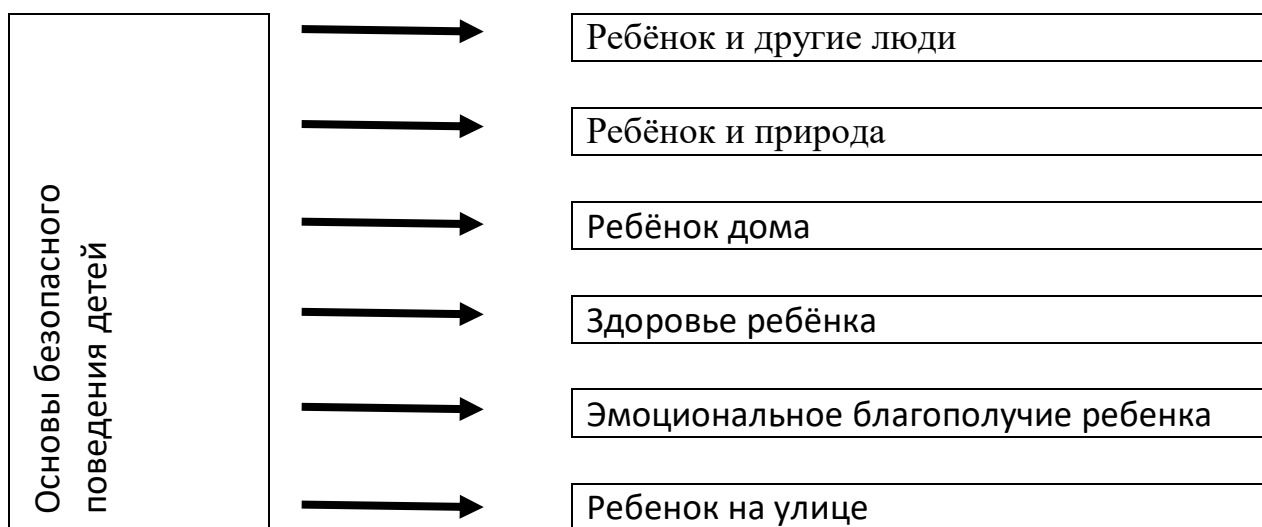 Основы безопасного
поведения детей
Ребёнок и другие люди
Ребёнок и природа
Ребёнок дома
Здоровье ребёнка
Эмоциональное благополучие ребенка
Ребенок на улице